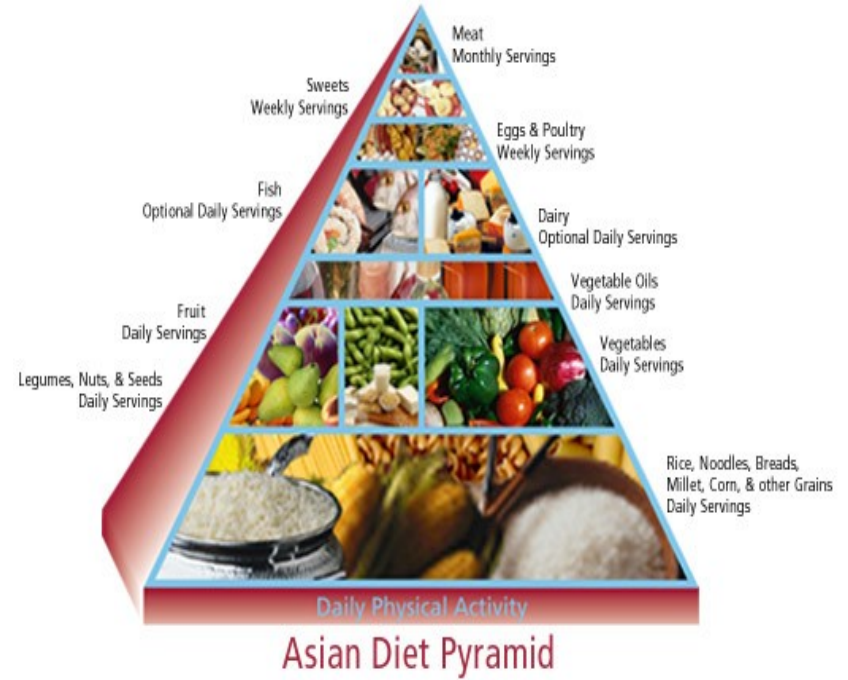 Meat
Monthly Servings
Sweets
Weekly Servings
Eggs & Poultry
Weekly Servings
Fish
Optional Daily Servings
Dairy
Optional Daily Servings
Vegetable Oils
Daily Servings
Fruit
Daily Servings
Vegetables
Daily Servings
Legumes, Nuts, & Seeds
Daily Servings
Rice, Noodles, Breads,
Millet, Corn, & other Grains
Daily Servings
Daily Physical Activity
Asian Diet Pyramid